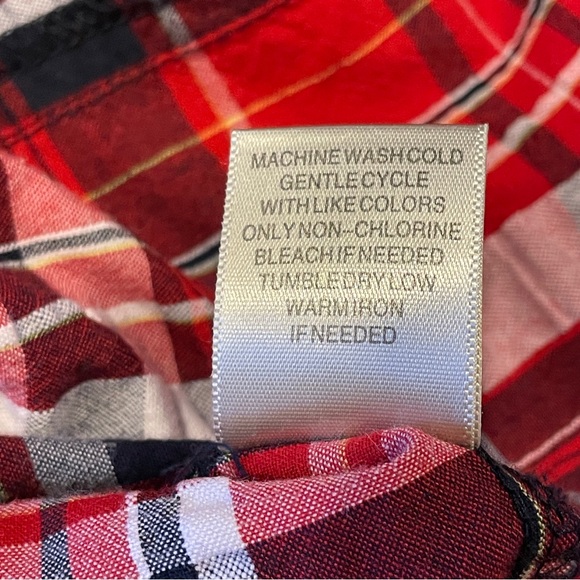 MACHINE WASH COLD
GENTLE CYCLE
WITH LIKE COLORS
ONLY NON-CHLORINE
BLEACH IF NEEDED
TUMBLE DRY LOW
WARM IRON
IF NEEDED